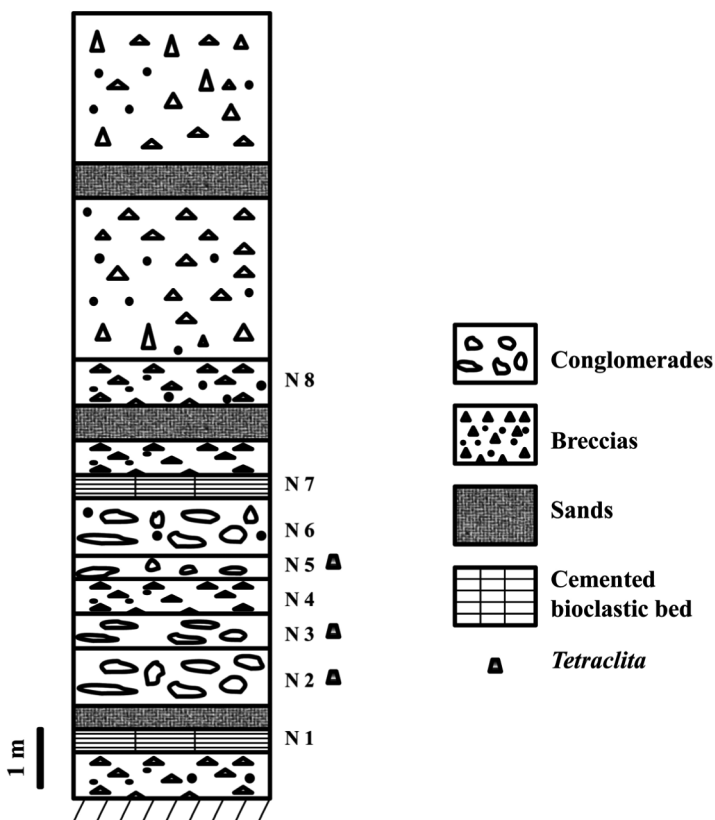 N 8
N 7
N 6
N 5
N 4
N 3
N 2
N 1
1 m
Conglomerades
Breccias
Sands
Cemented
bioclastic bed
Tetraclita